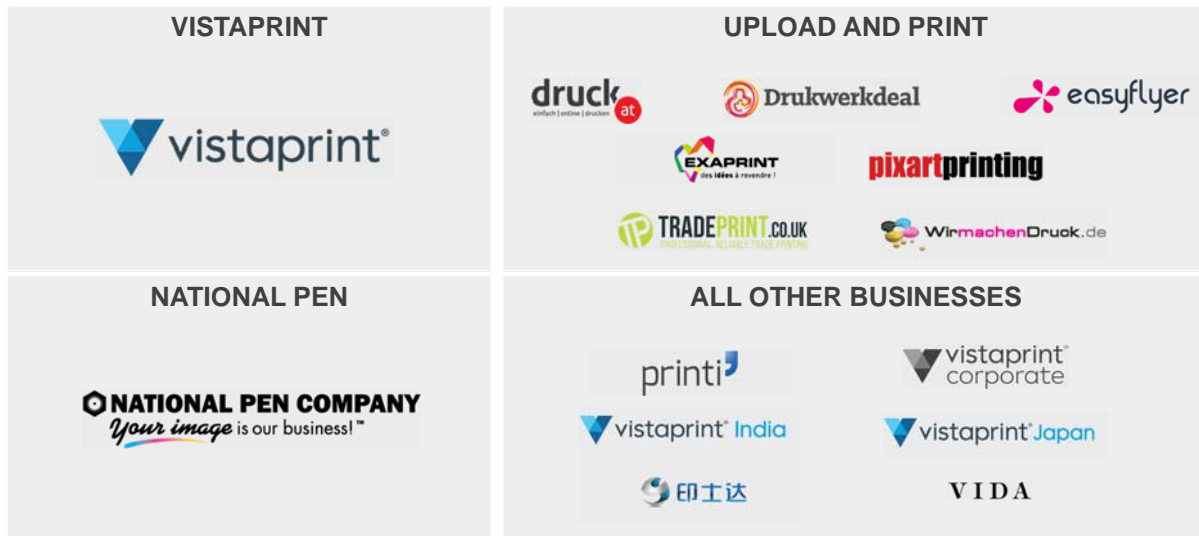 VISTAPRINT
vistaprint®
UPLOAD AND PRINT
druck
at
einfach | online | drucken
Drukwerkdeal
easyflyer
EXAPRINT
des idées à revendre !
pixartprinting
TP TRADEPRINT.CO.UK
PROFESSIONAL, RELIABLE TRADE PRINTING
WirmachenDruck.de
NATIONAL PEN
NATIONAL PEN COMPANY
Your image is our business!™
ALL OTHER BUSINESSES
printi
vistaprint®
corporate
vistaprint® India
vistaprint® Japan
印士达
VIDA